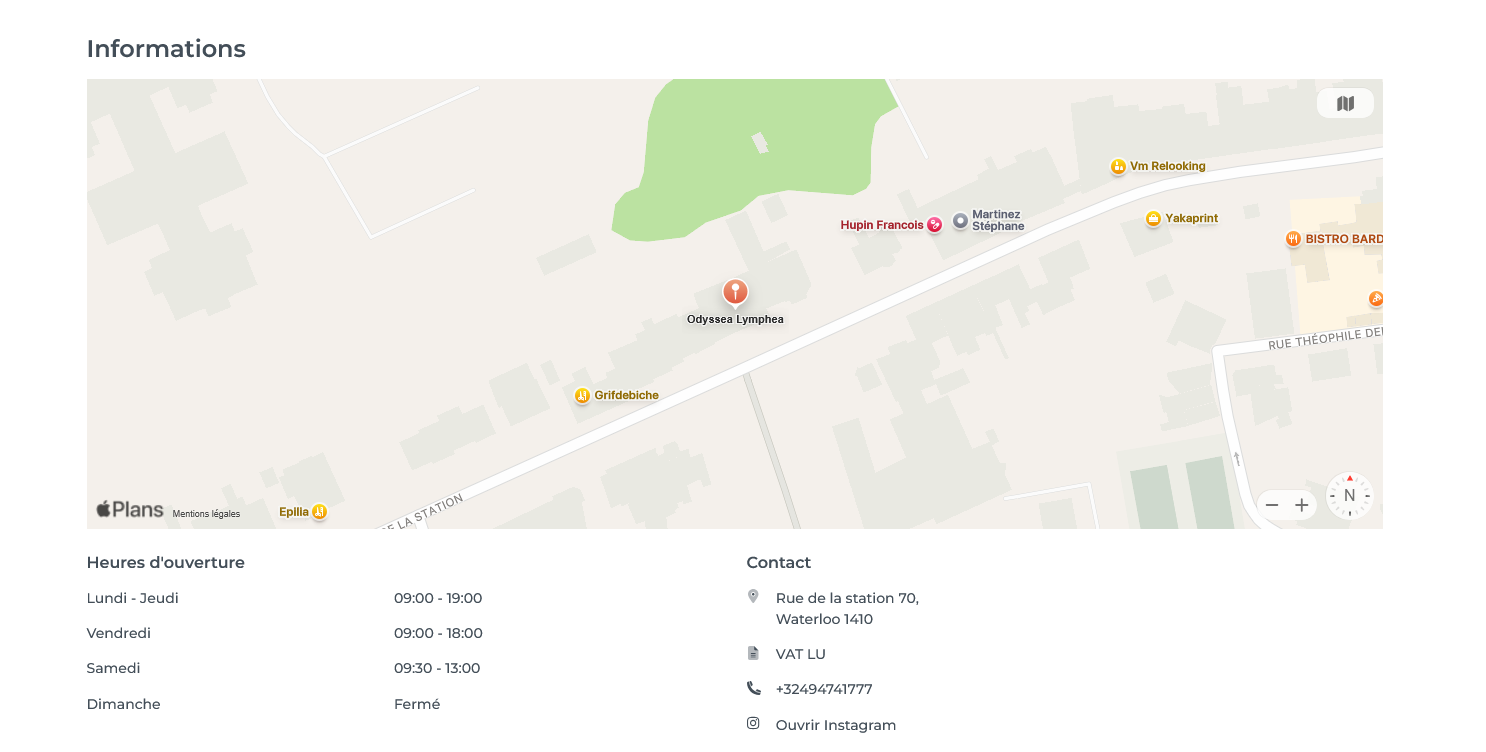 Informations
Vm Relooking
Martinez
Stéphane
Hupin Francois
Yakaprint
BISTRO BARD
Odyssea Lymphea
RUE THÉOPHILE DE
Grifdebiche
E LA STATION
Plans Mentions légales
Epilia
N
Heures d'ouverture
Lundi - Jeudi 09:00 - 19:00
Vendredi 09:00 - 18:00
Samedi 09:30 - 13:00
Dimanche Fermé
Contact
Rue de la station 70,
Waterloo 1410
VAT LU
+32494741777
Ouvrir Instagram